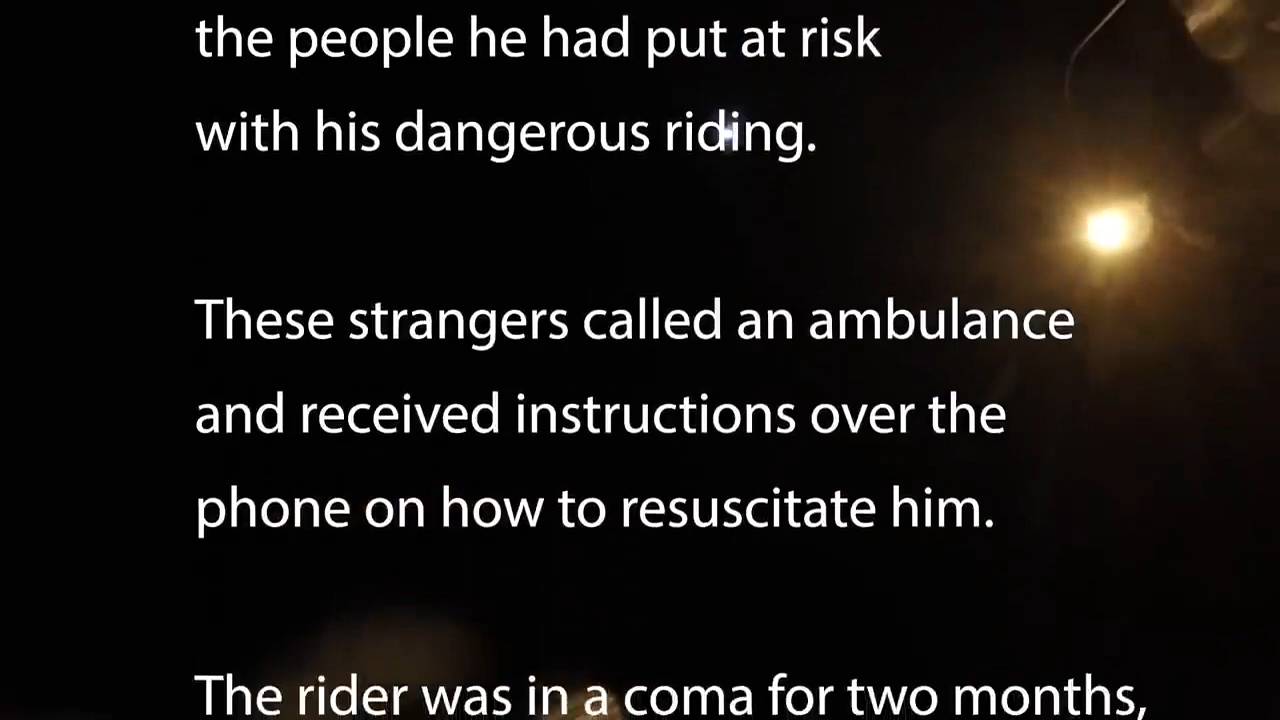 the people he had put at risk
with his dangerous riding.
These strangers called an ambulance
and received instructions over the
phone on how to resuscitate him.
The rider was in a coma for two months,